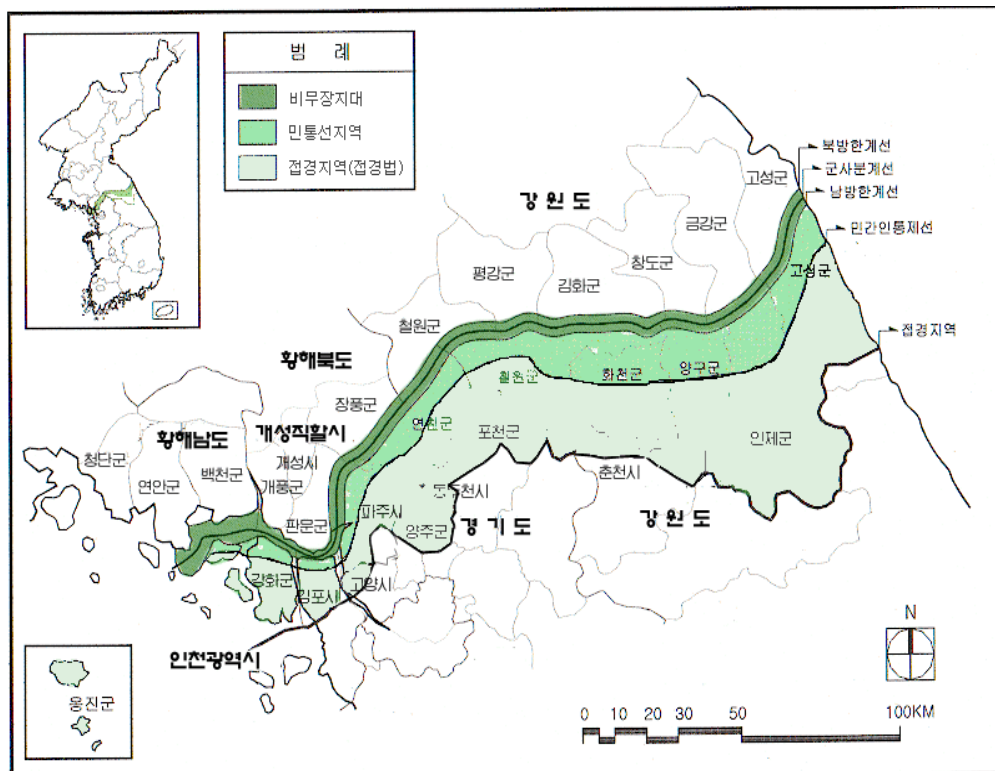 범 례
비무장지대
민통선지역
접경지역(접경법)
북방한계선
군사분계선
남방한계선
민간인통제선
접경지역
고성군
강원도
금강군
창도군
평강군
김화군
철원군
고성군
황해북도
장풍군
철원군
화천군
양구군
연천군
포천군
인제군
황해남도
개성직할시
청단군
연안군
백천군
개성시
개풍군
판문군
파주시
동두천시
춘천시
양주군
경기도
강원도
강화군
김포시
고양시
인천광역시
옹진군
N
0 10 20 30 50 100KM